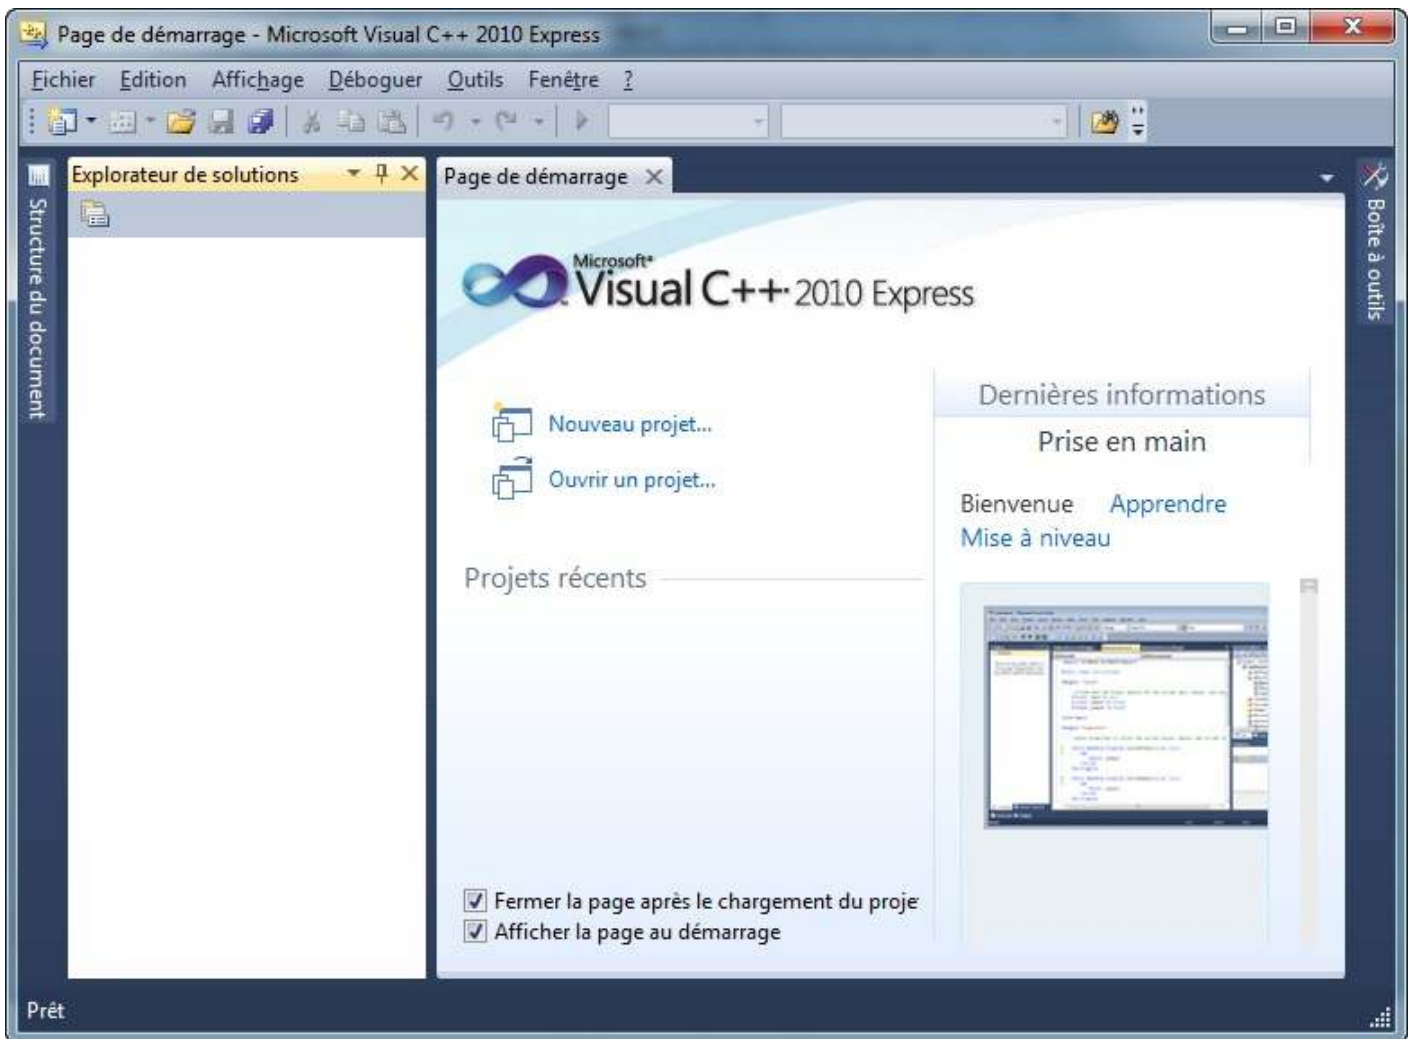 Page de démarrage - Microsoft Visual C++ 2010 Express
Fichier Edition Affichage Déboguer Outils Fenêtre ?
Structure du document
Explorateur de solutions
Page de démarrage
Boîte à outils
Microsoft®
Visual C++ 2010 Express
Nouveau projet...
Ouvrir un projet...
Projets récents
Fermer la page après le chargement du proje
Afficher la page au démarrage
Dernières informations
Prise en main
Bienvenue Apprendre
Mise à niveau
Prêt